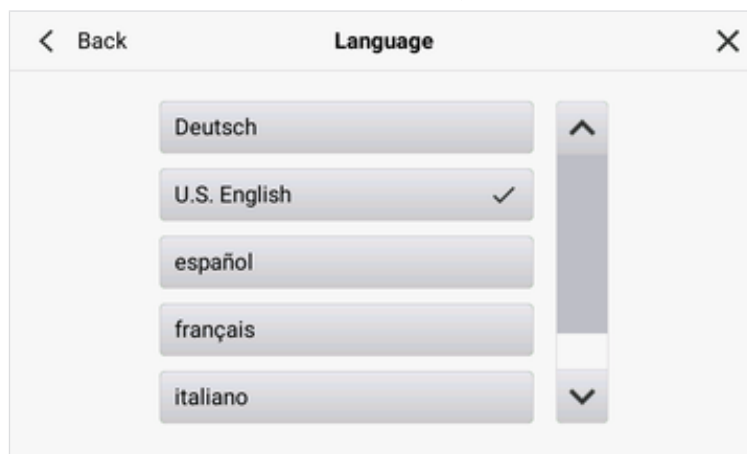 Back
Language
Deutsch
U.S. English
español
français
italiano